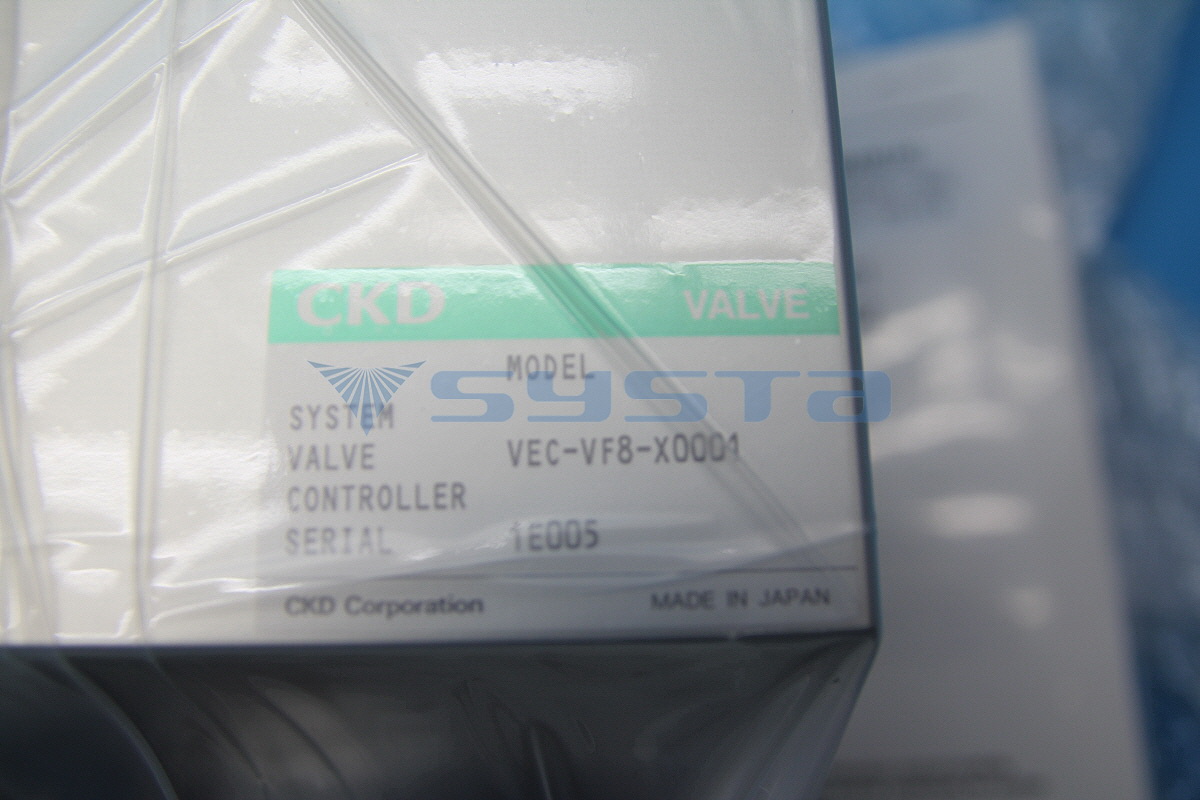 CKD VALVE
MODEL
systa
SYSTEM
VALVE VEC-VF8-X0001
CONTROLLER
SERIAL 1E005
CKD Corporation MADE IN JAPAN